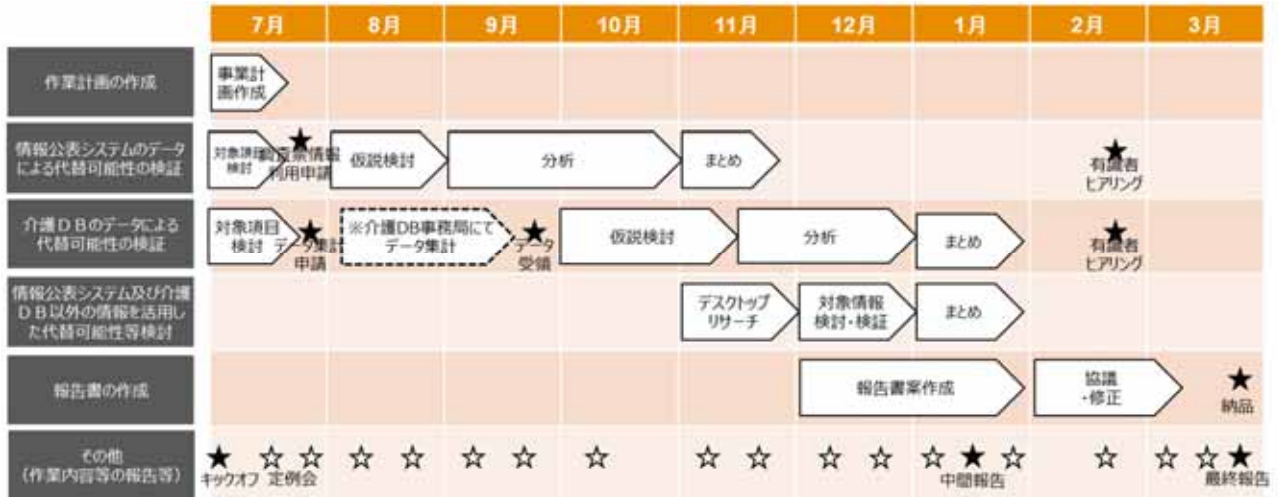 7月 8月 9月 10月 11月 12月 1月 2月 3月
作業計画の作成
事業計
画作成
情報公表システムのデータ
による代替可能性の検証
対象項目
検討
調査票情報
利用申請
仮説検討
分析
まとめ
有識者
ヒアリング
介護DBのデータによる
代替可能性の検証
対象項目
検討
データ集計
申請
※介護DB事務局にて
データ集計
データ
受領
仮説検討
分析
まとめ
有識者
ヒアリング
情報公表システム及び介護
DB以外の情報を活用し
た代替可能性等検討
デスクトップ
リサーチ
対象情報
検討・検証
まとめ
報告書の作成
報告書案作成
協議
・修正
納品
その他
(作業内容等の報告等)
キックオフ 定例会
中間報告
最終報告